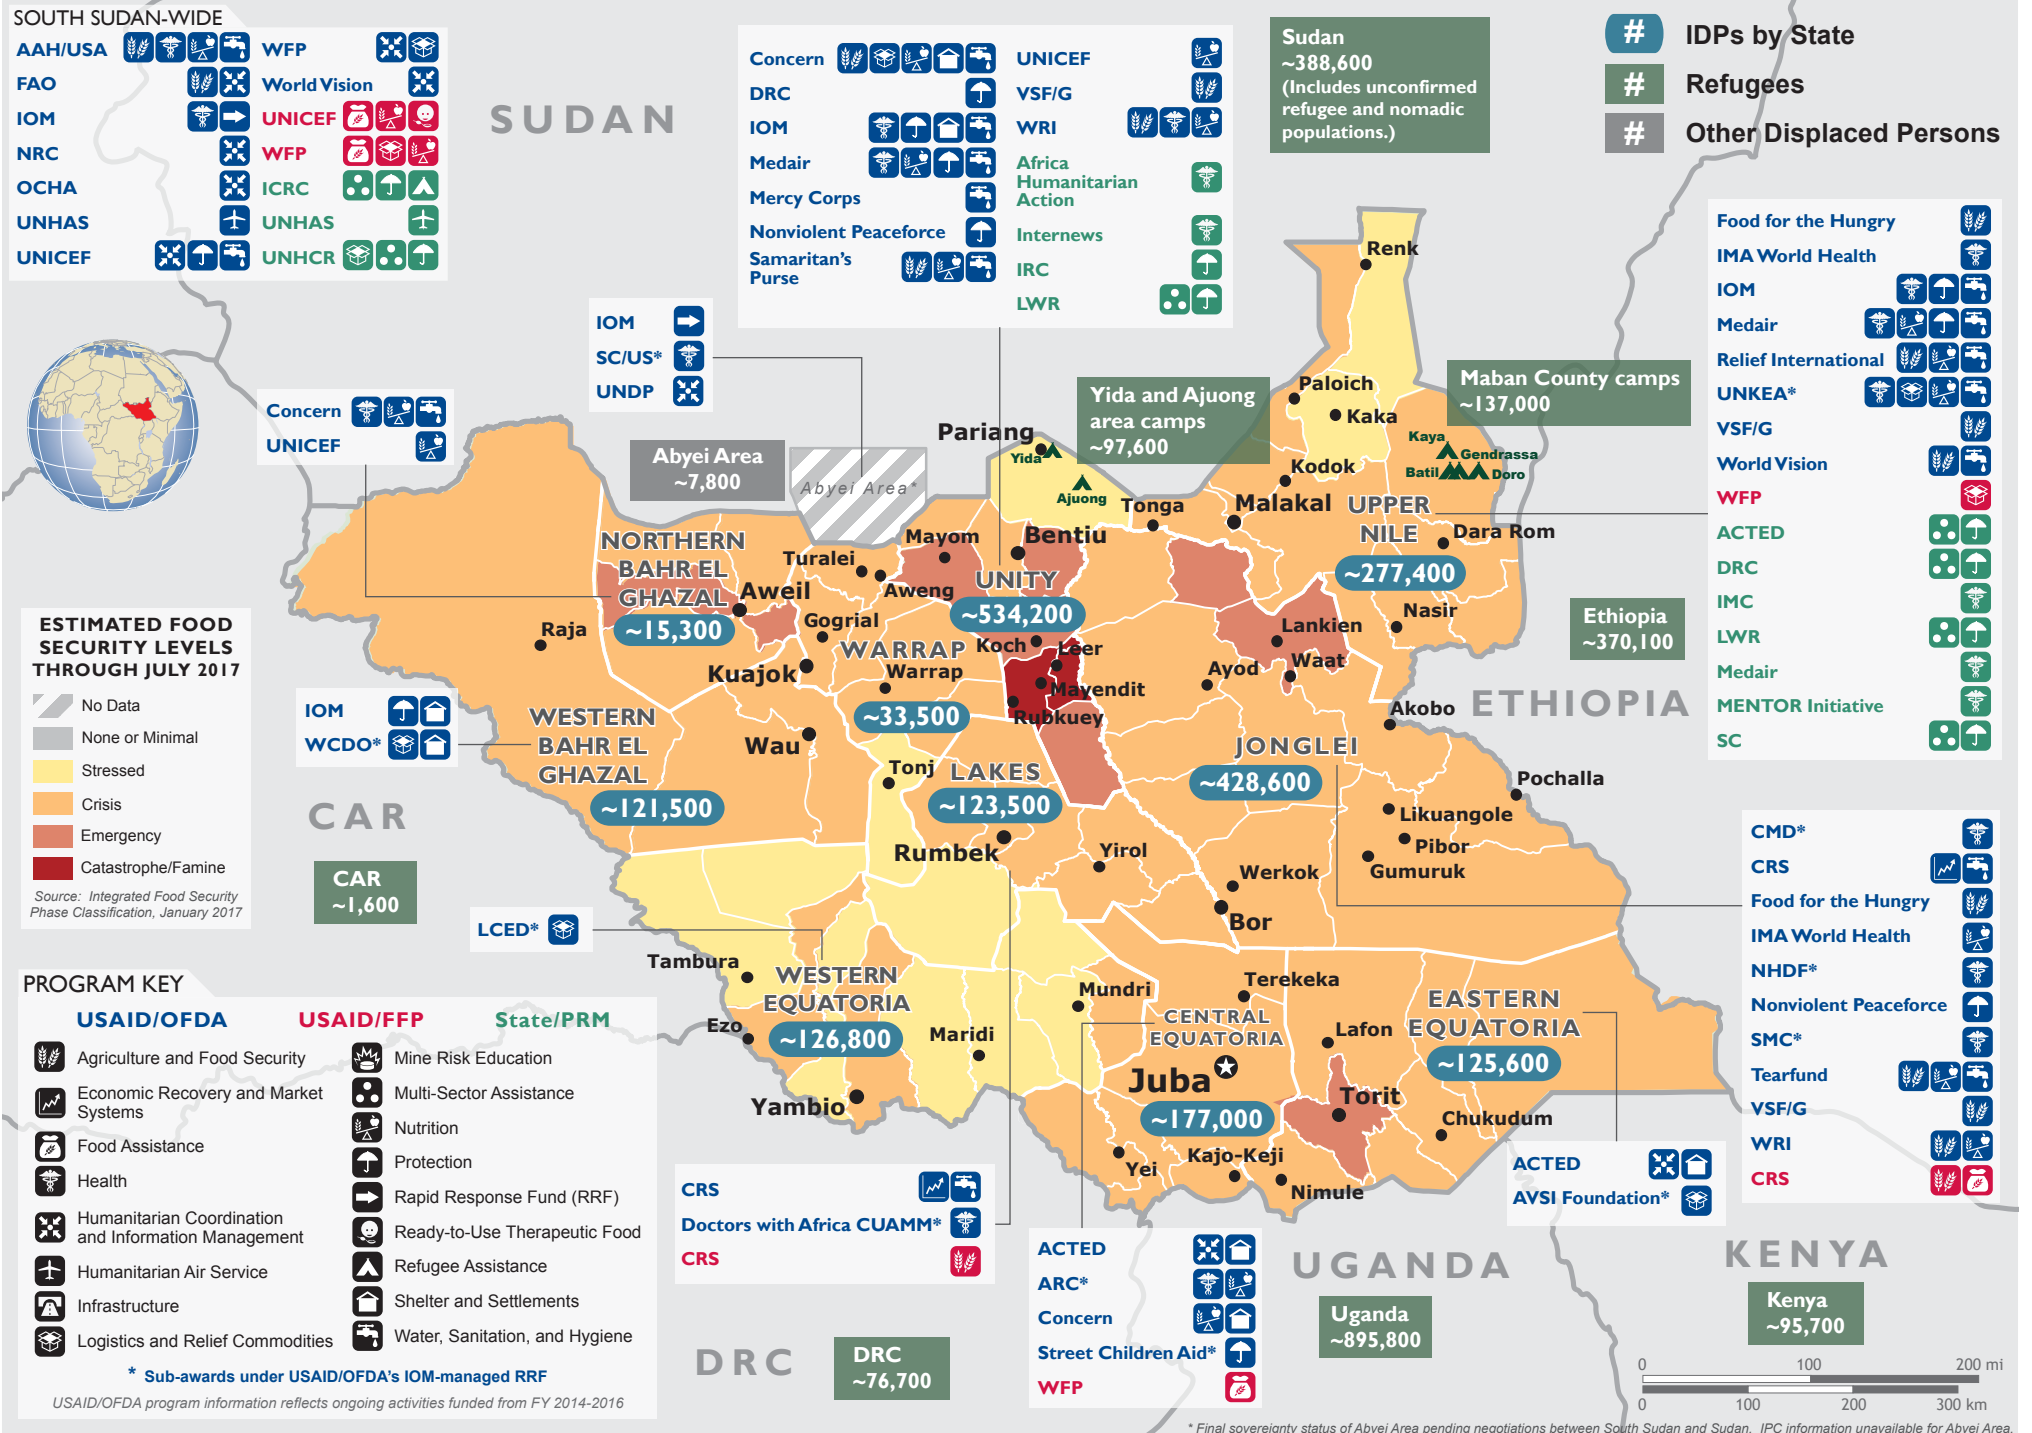 SOUTH SUDAN-WIDE
AAH/USA
FAO
IOM
NRC
OCHA
UNHAS
UNICEF
WFP
World Vision
UNICEF
WFP
ICRC
UNHAS
UNHCR
SUDAN
Concern
DRC
IOM
Medair
Mercy Corps
Nonviolent Peaceforce
Samaritan's
Purse
UNICEF
VSF/G
WRI
Africa
Humanitarian
Action
Internews
IRC
LWR
Sudan
~388,600
(Includes unconfirmed
refugee and nomadic
populations.)
# IDPs by State
# Refugees
# Other Displaced Persons
Food for the Hungry
IMA World Health
IOM
Medair
Relief International
UNKEA*
VSF/G
World Vision
WFP
ACTED
DRC
IMC
LWR
Medair
MENTOR Initiative
SC
IOM
SC/US*
UNDP
Concern
UNICEF
Abyei Area
~7,800
Abyei Area*
Yida and Ajuong
area camps
~97,600
Maban County camps
~137,000
Renk
Paloich
Kaka
Kaya
Gendrassa
Batil
Doro
Pariang
Yida
Ajuong
Kodok
Tonga
Malakal
UPPER
NILE
Dara Rom
~277,400
Nasir
NORTHERN
BAHR EL
GHAZAL
~15,300
Aweil
Raja
Turalei
Mayom
Aweng
Gogrial
Bentiu
UNITY
~534,200
Koch
Leer
Mayendit
Rubkuey
Kuajok
WARRAP
Warrap
~33,500
Lankien
Waat
Ayod
Akobo
Ethiopia
~370,100
ETHIOPIA
ESTIMATED FOOD
SECURITY LEVELS
THROUGH JULY 2017
No Data
None or Minimal
Stressed
Crisis
Emergency
Catastrophe/Famine
Source: Integrated Food Security
Phase Classification, January 2017
IOM
WCDO*
WESTERN
BAHR EL
GHAZAL
~121,500
Wau
Tonj
LAKES
~123,500
Rumbek
Yirol
JONGLEI
~428,600
Pochalla
Likuangole
Pibor
Gumuruk
Werkok
Bor
CAR
CAR
~1,600
LCED*
CMD*
CRS
Food for the Hungry
IMA World Health
NHDF*
Nonviolent Peaceforce
SMC*
Tearfund
VSF/G
WRI
CRS
Tambura
WESTERN
EQUATORIA
~126,800
Ezo
Maridi
Yambio
Mundri
Terekeka
CENTRAL
EQUATORIA
Juba
~177,000
Yei
Kajo-Keji
Nimule
Lafon
EASTERN
EQUATORIA
~125,600
Torit
Chukudum
PROGRAM KEY
USAID/OFDA
USAID/FFP
State/PRM
Agriculture and Food Security
Economic Recovery and Market
Systems
Food Assistance
Health
Humanitarian Coordination
and Information Management
Humanitarian Air Service
Infrastructure
Logistics and Relief Commodities
Mine Risk Education
Multi-Sector Assistance
Nutrition
Protection
Rapid Response Fund (RRF)
Ready-to-Use Therapeutic Food
Refugee Assistance
Shelter and Settlements
Water, Sanitation, and Hygiene
* Sub-awards under USAID/OFDA's IOM-managed RRF
USAID/OFDA program information reflects ongoing activities funded from FY 2014-2016
CRS
Doctors with Africa CUAMM*
CRS
ACTED
ARC*
Concern
Street Children Aid*
WFP
ACTED
AVSI Foundation*
DRC
DRC
~76,700
UGANDA
Uganda
~895,800
KENYA
Kenya
~95,700
0 100 200 mi
0 100 200 300 km
* Final sovereignty status of Abyei Area pending negotiations between South Sudan and Sudan. IPC information unavailable for Abyei Area.